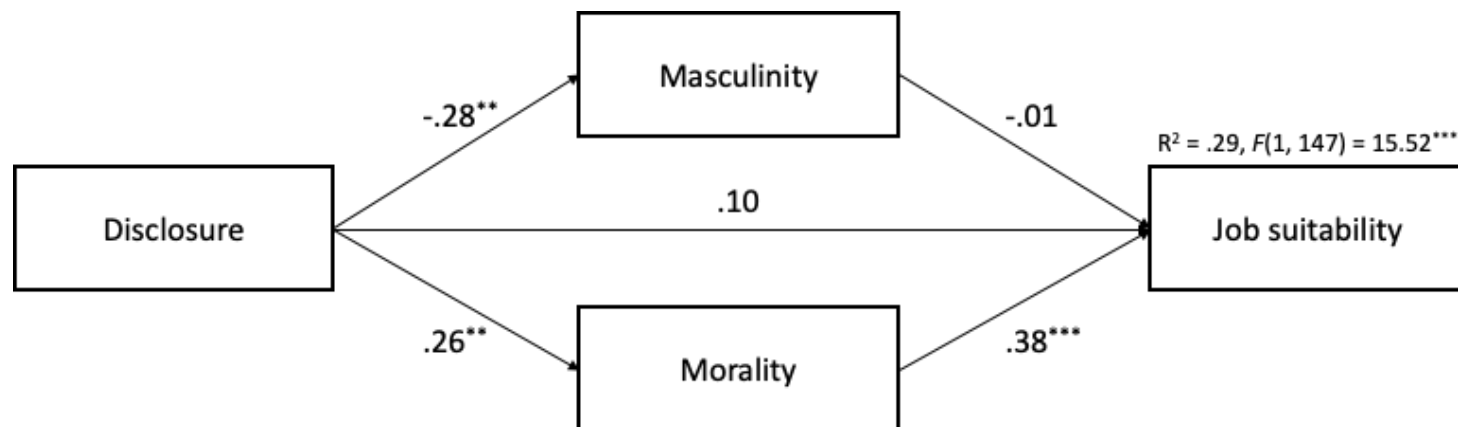 Masculinity
-.28**
-.01
R² = .29, F(1, 147) = 15.52***
Disclosure
.10
Job suitability
.26**
.38***
Morality